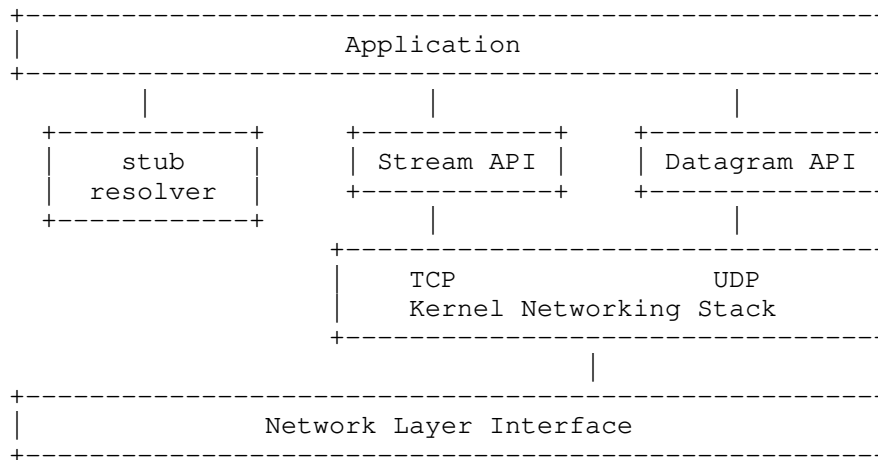 Application
stub Stream API Datagram API
resolver
TCP UDP
Kernel Networking Stack
Network Layer Interface